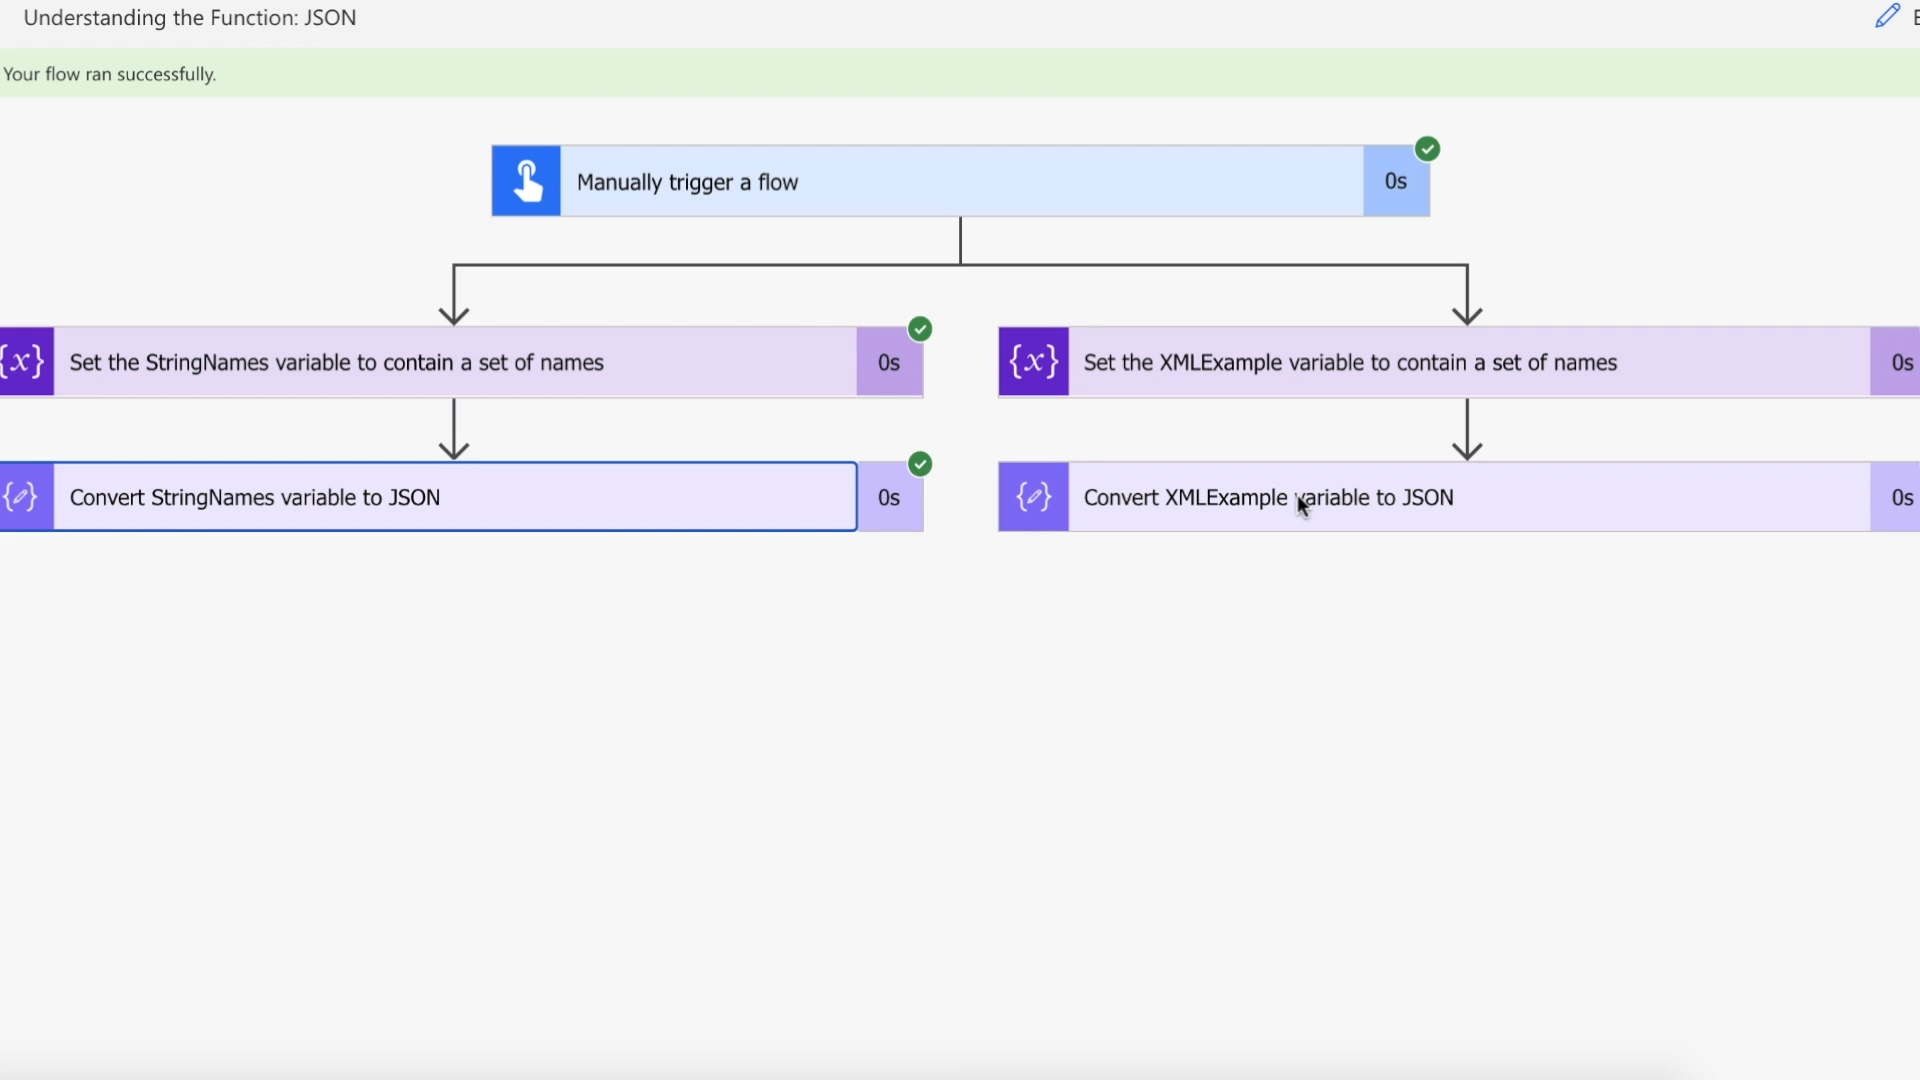 Understanding the Function: JSON
Your flow ran successfully.
Manually trigger a flow
0s
{x}
Set the StringNames variable to contain a set of names
0s
{x}
Set the XMLExample variable to contain a set of names
0s
Convert StringNames variable to JSON
0s
Convert XMLExample variable to JSON
0s